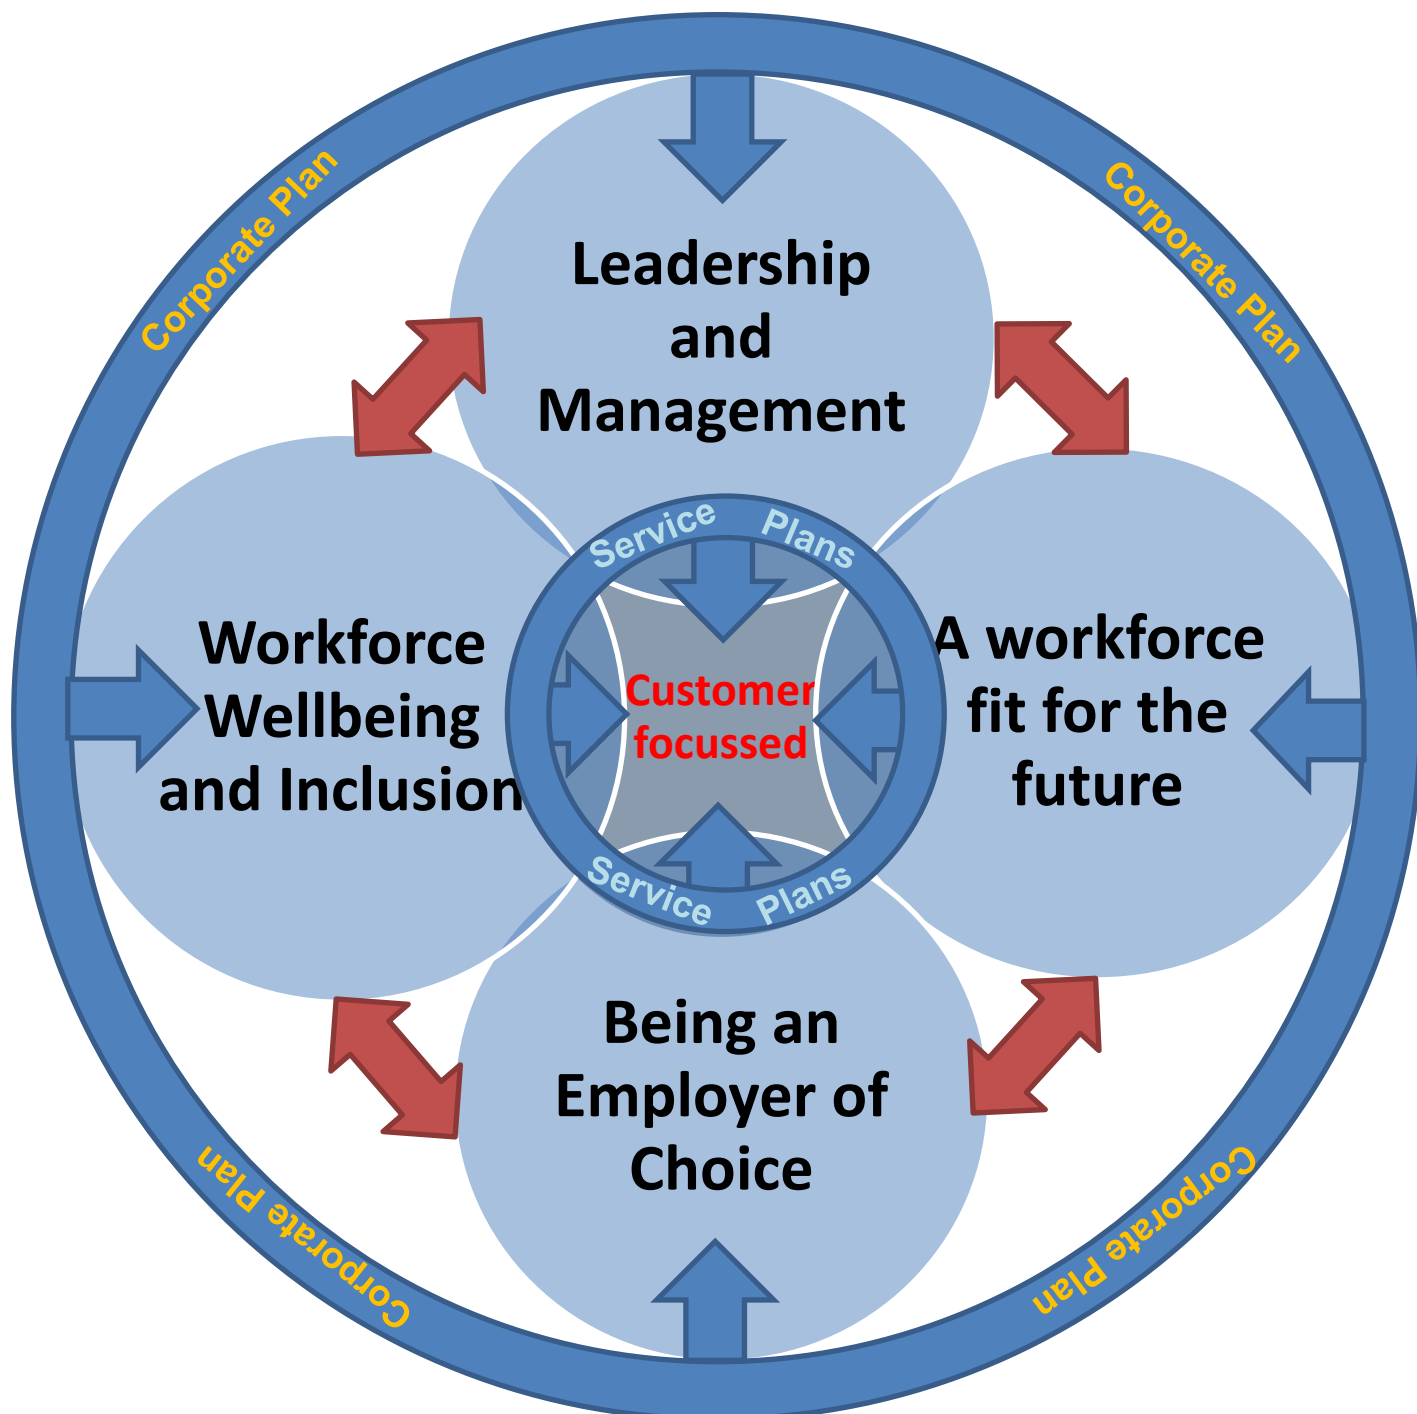 Corporate Plan
Corporate Plan
Leadership
and
Management
Service Plans
Workforce
Wellbeing
and Inclusion
Customer
focussed
A workforce
fit for the
future
Service Plans
Being an
Employer of
Choice
Corporate Plan
Corporate Plan